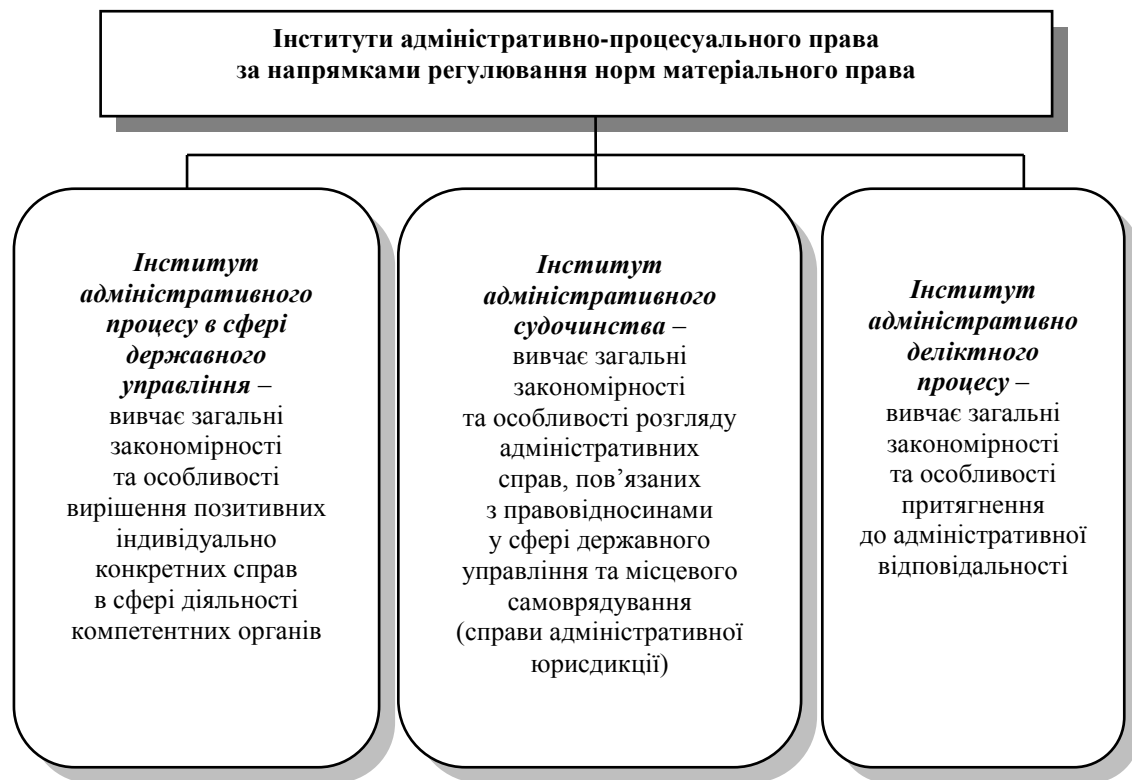 Інститути адміністративно-процесуального права
за напрямками регулювання норм матеріального права
Інститут
адміністративного
процесу в сфері
державного
управління –
вивчає загальні
закономірності
та особливості
вирішення позитивних
індивідуально
конкретних справ
в сфері діяльності
компетентних органів
Інститут
адміністративного
судочинства –
вивчає загальні
закономірності
та особливості розгляду
адміністративних
справ, пов’язаних
з правовідносинами
у сфері державного
управління та місцевого
самоврядування
(справи адміністративної
юрисдикції)
Інститут
адміністративно
деліктного
процесу –
вивчає загальні
закономірності
та особливості
притягнення
до адміністративної
відповідальності